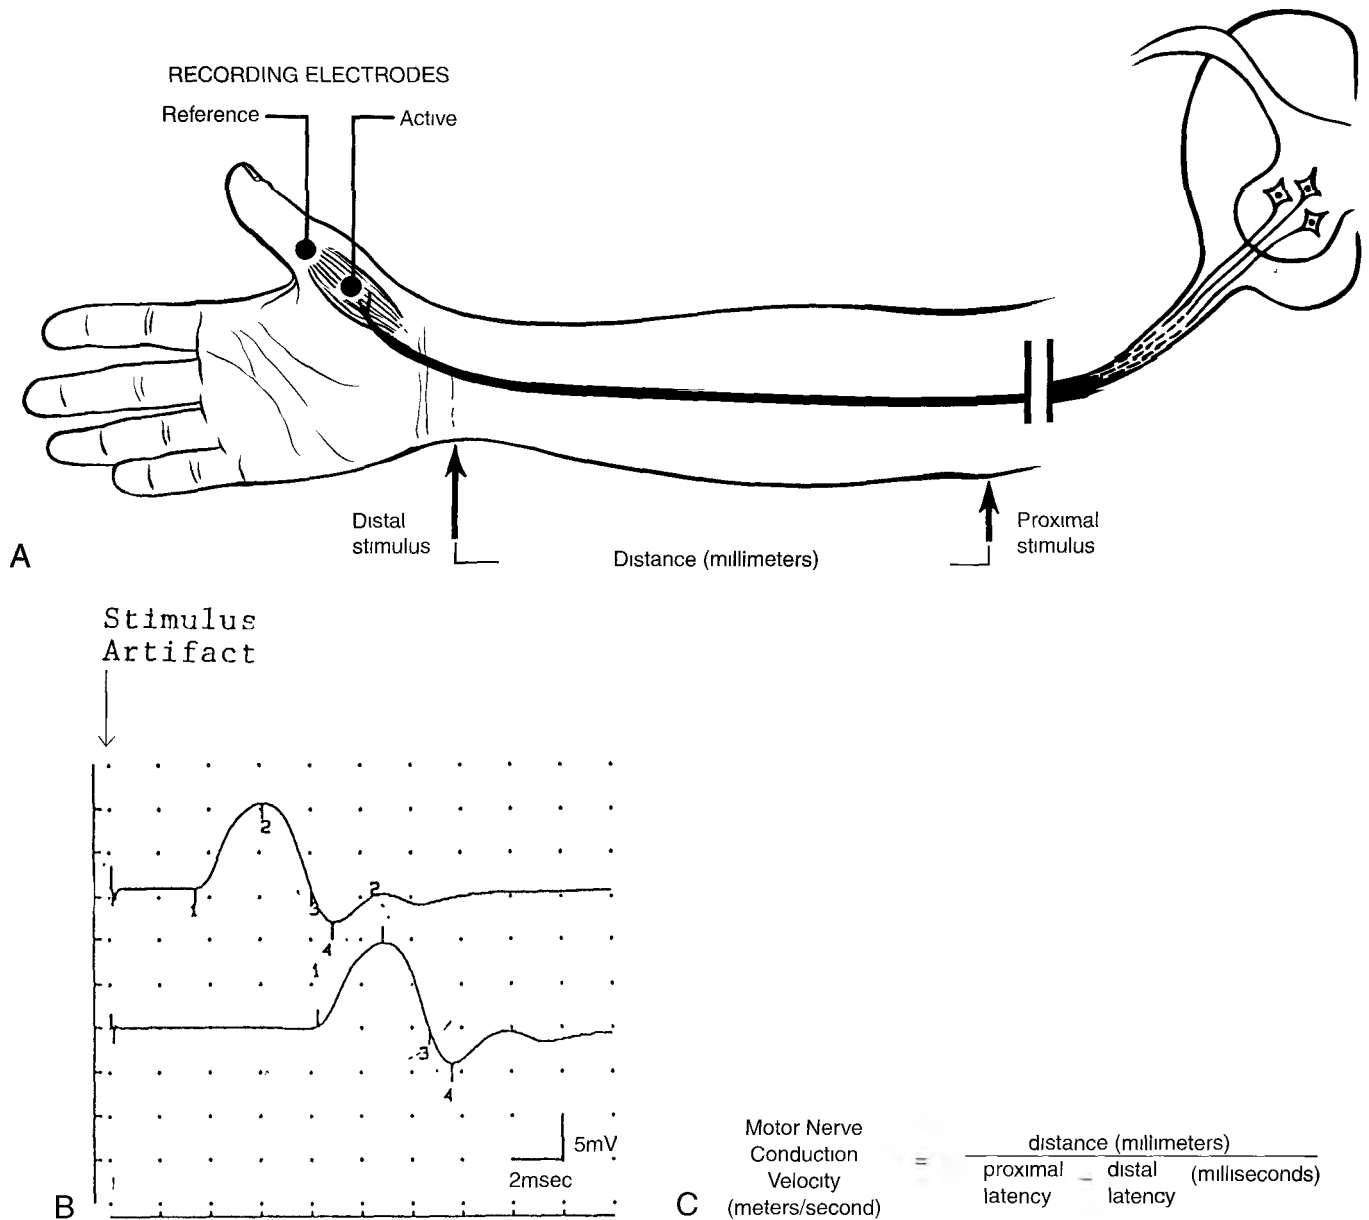 RECORDING ELECTRODES
Reference
Active
Distal
stimulus
Distance (millimeters)
Proximal
stimulus
A
Stimulus
Artifact
2
1
3
2
4
1
3
4
5mV
2msec
B
C
Motor Nerve
Conduction
Velocity
(meters/second)
=
distance (millimeters)
proximal
latency
–
distal
latency
(milliseconds)